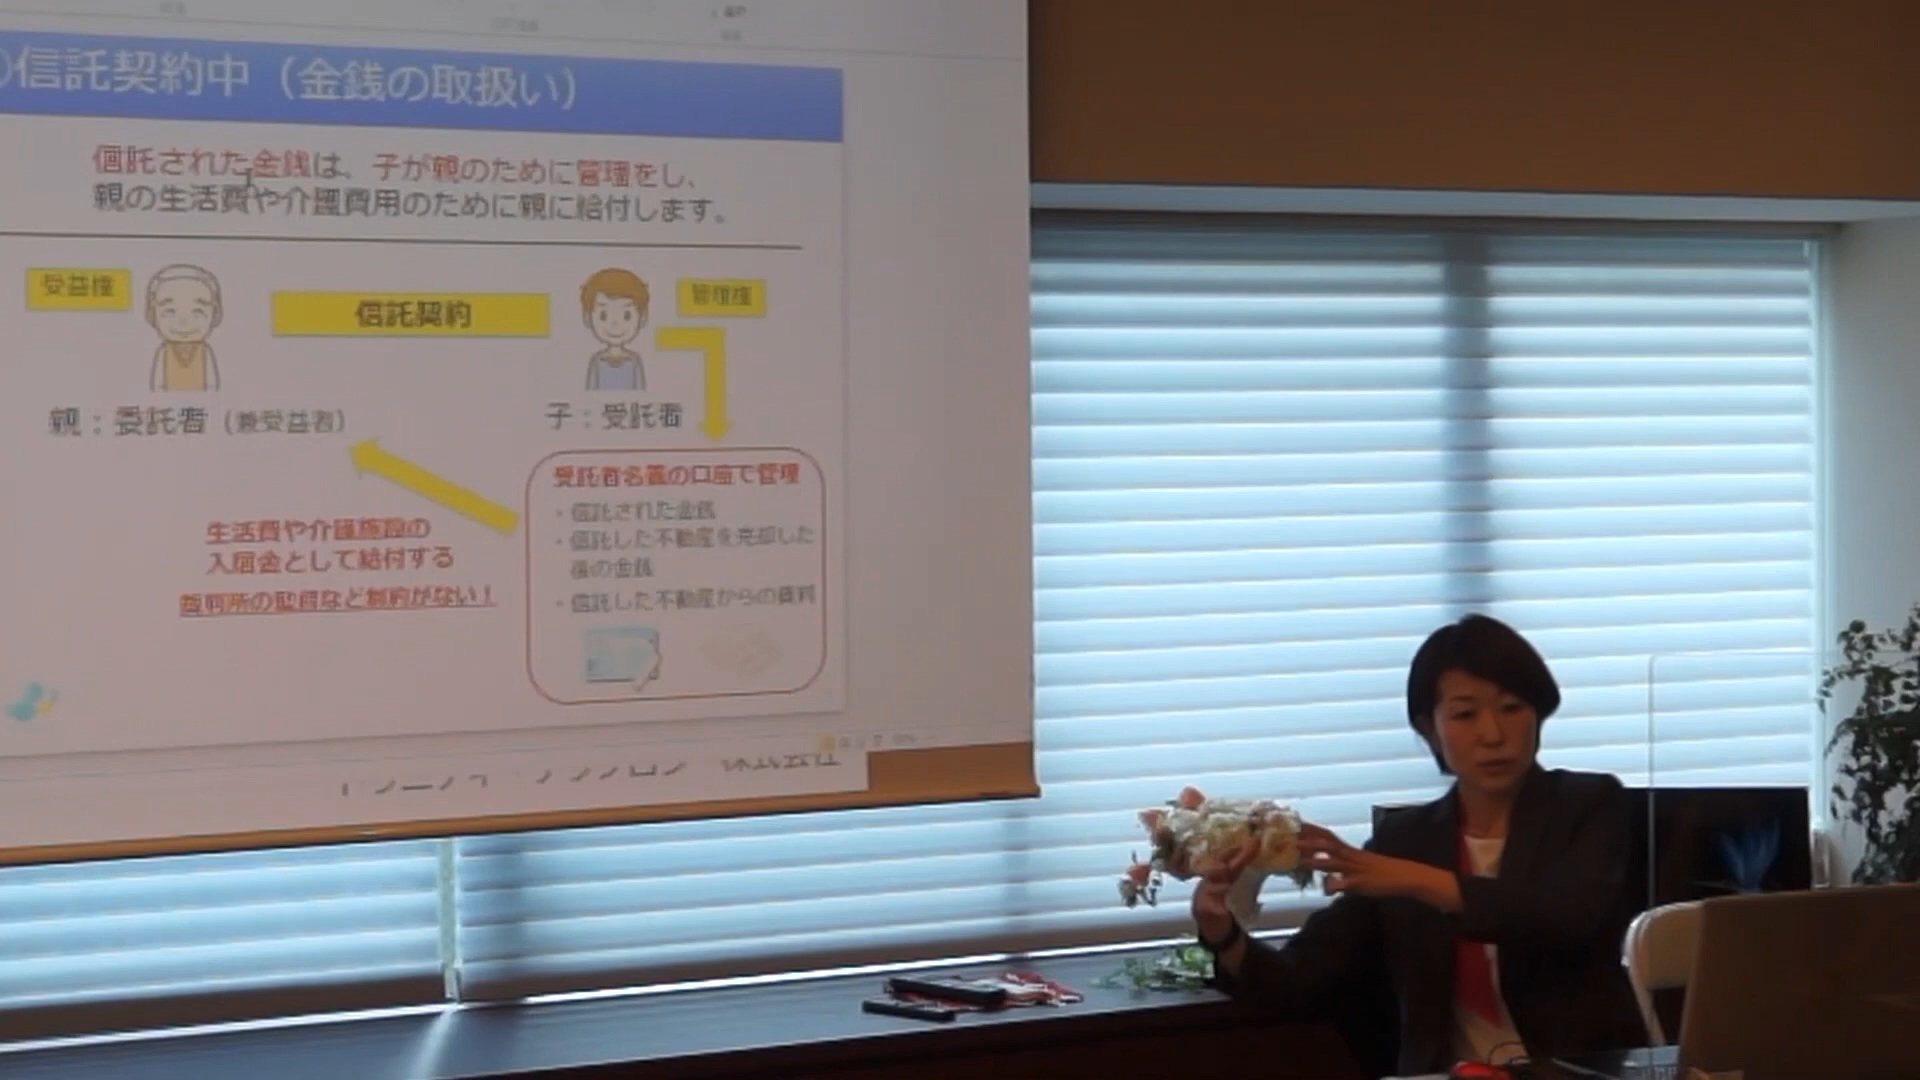 信託契約中（金銭の取扱い）
信託された金銭は、子が親のために管理をし、
親の生活費や介護費用のために親に給付します。
受益権
信託契約
管理権
親：委託者（兼受益者）
子：受託者
受託者名義の口座で管理
・信託された金銭
・信託した不動産を売却した
後の金銭
・信託した不動産からの賃料
生活費や介護施設の
入居金として給付する
裁判所の監督など制約がない！
株式会社